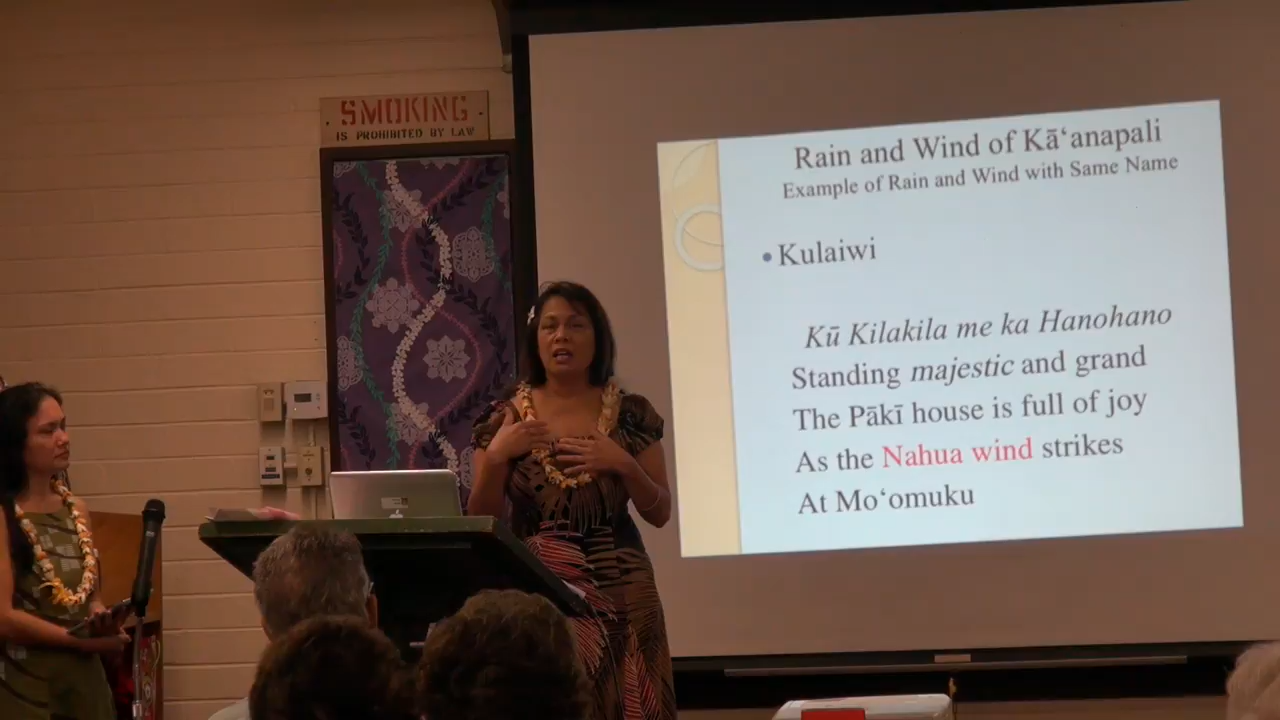 SMOKING
IS PROHIBITED BY LAW
Rain and Wind of Kā‘anapali
Example of Rain and Wind with Same Name
• Kulaiwi
Kū Kilakila me ka Hanohano
Standing majestic and grand
The Pākī house is full of joy
As the Nahua wind strikes
At Mo‘omuku